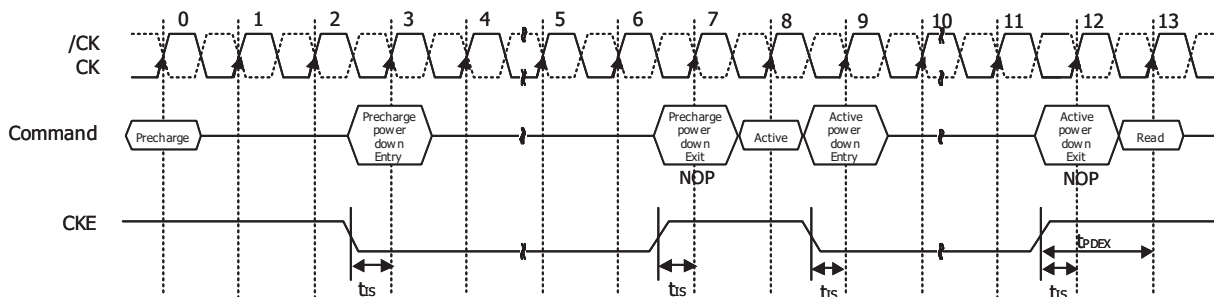 0 1 2 3 4 5 6 7 8 9 10 11 12 13
/CK
CK
Command
Precharge
Precharge
power
down
Entry
Precharge
power
down
Exit
NOP
Active
Active
power
down
Entry
Active
power
down
Exit
NOP
Read
CKE
tIS
tIS
tIS
tPDEX
tIS